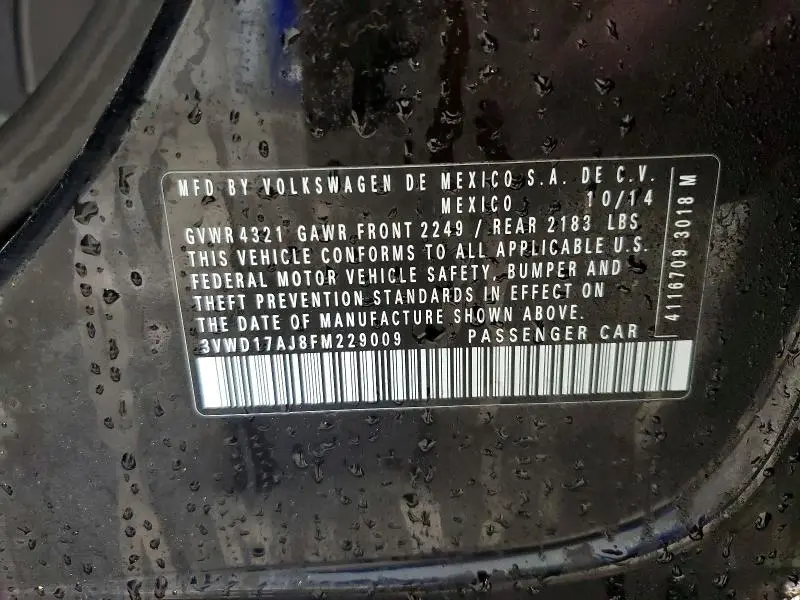 MFD BY VOLKSWAGEN DE MEXICO S.A. DE C.V.
MEXICO 10/14
GVWR 4321 GAWR FRONT 2249 / REAR 2183 LBS
THIS VEHICLE CONFORMS TO ALL APPLICABLE U.S.
FEDERAL MOTOR VEHICLE SAFETY, BUMPER AND
THEFT PREVENTION STANDARDS IN EFFECT ON
THE DATE OF MANUFACTURE SHOWN ABOVE.
3VWD17AJ8FM229009 PASSENGER CAR
4116709 3018 M